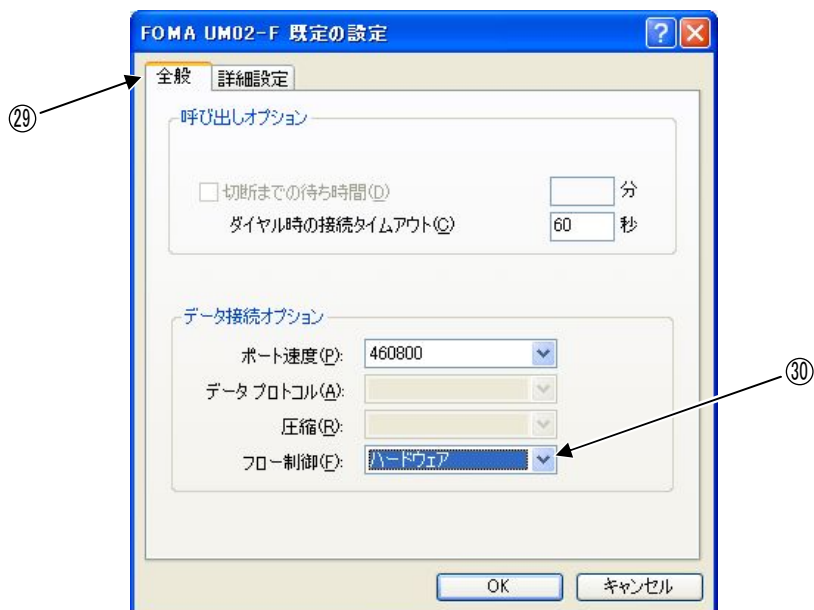 FOMA UM02-F 既定の設定
全般 詳細設定
㉙
呼び出しオプション
切断までの待ち時間(D) 分
ダイヤル時の接続タイムアウト(C) 60 秒
データ接続オプション
ポート速度(P): 460800
㉚
データ プロトコル(A):
圧縮(R):
フロー制御(F): ハードウェア
OK キャンセル